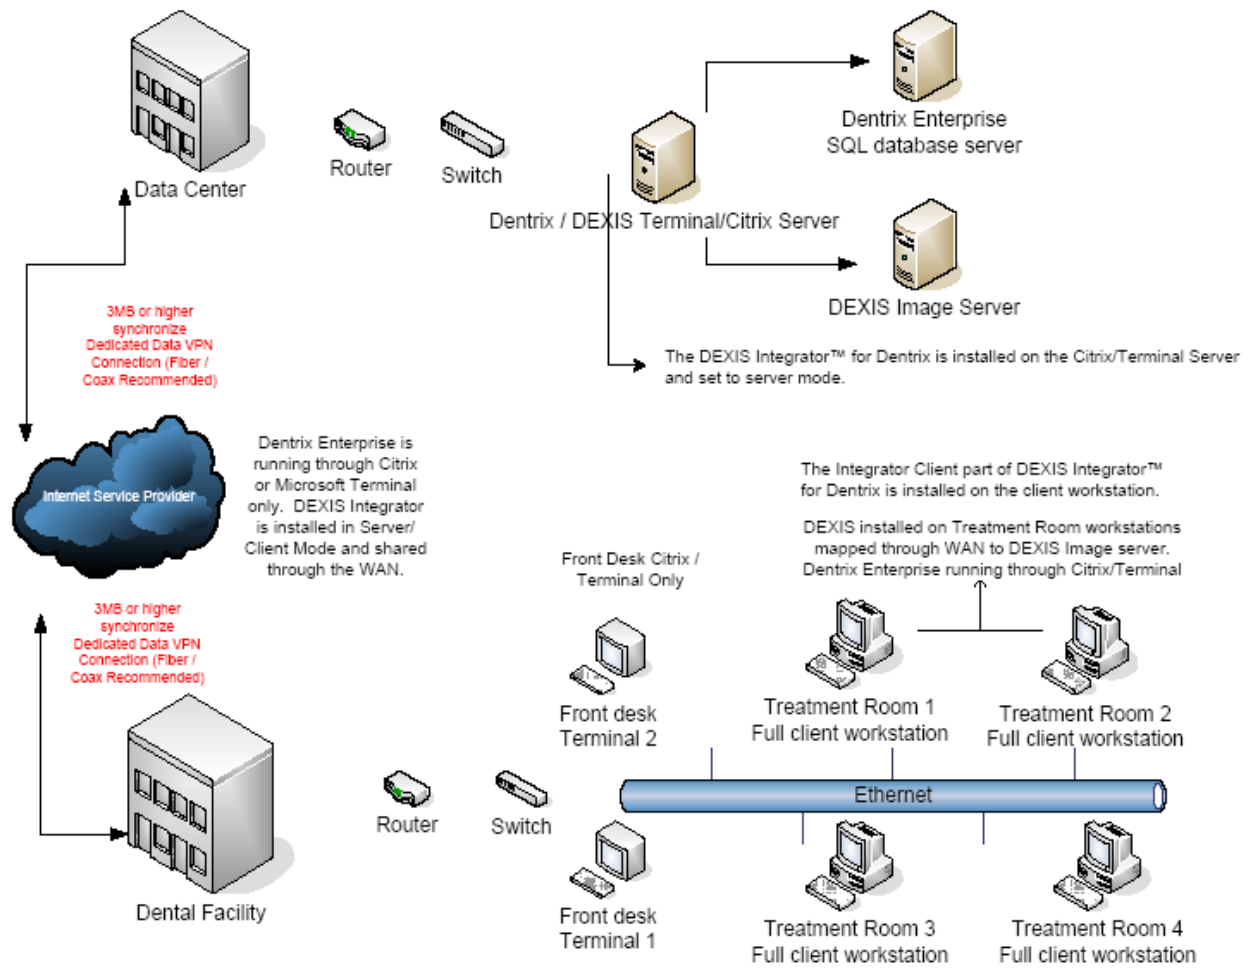 Data Center
Router
Switch
Dentrix / DEXIS Terminal/Citrix Server
Dentrix Enterprise
SQL database server
DEXIS Image Server
The DEXIS Integrator™ for Dentrix is installed on the Citrix/Terminal Server
and set to server mode.
3MB or higher
synchronize
Dedicated Data VPN
Connection (Fiber /
Coax Recommended)
Internet Service Provider
Dentrix Enterprise is
running through Citrix
or Microsoft Terminal
only. DEXIS Integrator
is installed in Server/
Client Mode and shared
through the WAN.
The Integrator Client part of DEXIS Integrator™
for Dentrix is installed on the client workstation.
DEXIS installed on Treatment Room workstations
mapped through WAN to DEXIS Image server.
Dentrix Enterprise running through Citrix/Terminal
Front Desk Citrix /
Terminal Only
3MB or higher
synchronize
Dedicated Data VPN
Connection (Fiber /
Coax Recommended)
Front desk
Terminal 2
Treatment Room 1
Full client workstation
Treatment Room 2
Full client workstation
Ethernet
Router
Switch
Dental Facility
Front desk
Terminal 1
Treatment Room 3
Full client workstation
Treatment Room 4
Full client workstation